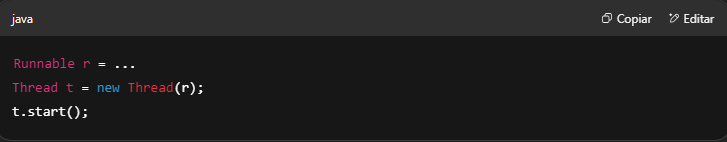 java Copiar Editar
Runnable r = ...
Thread t = new Thread(r);
t.start();